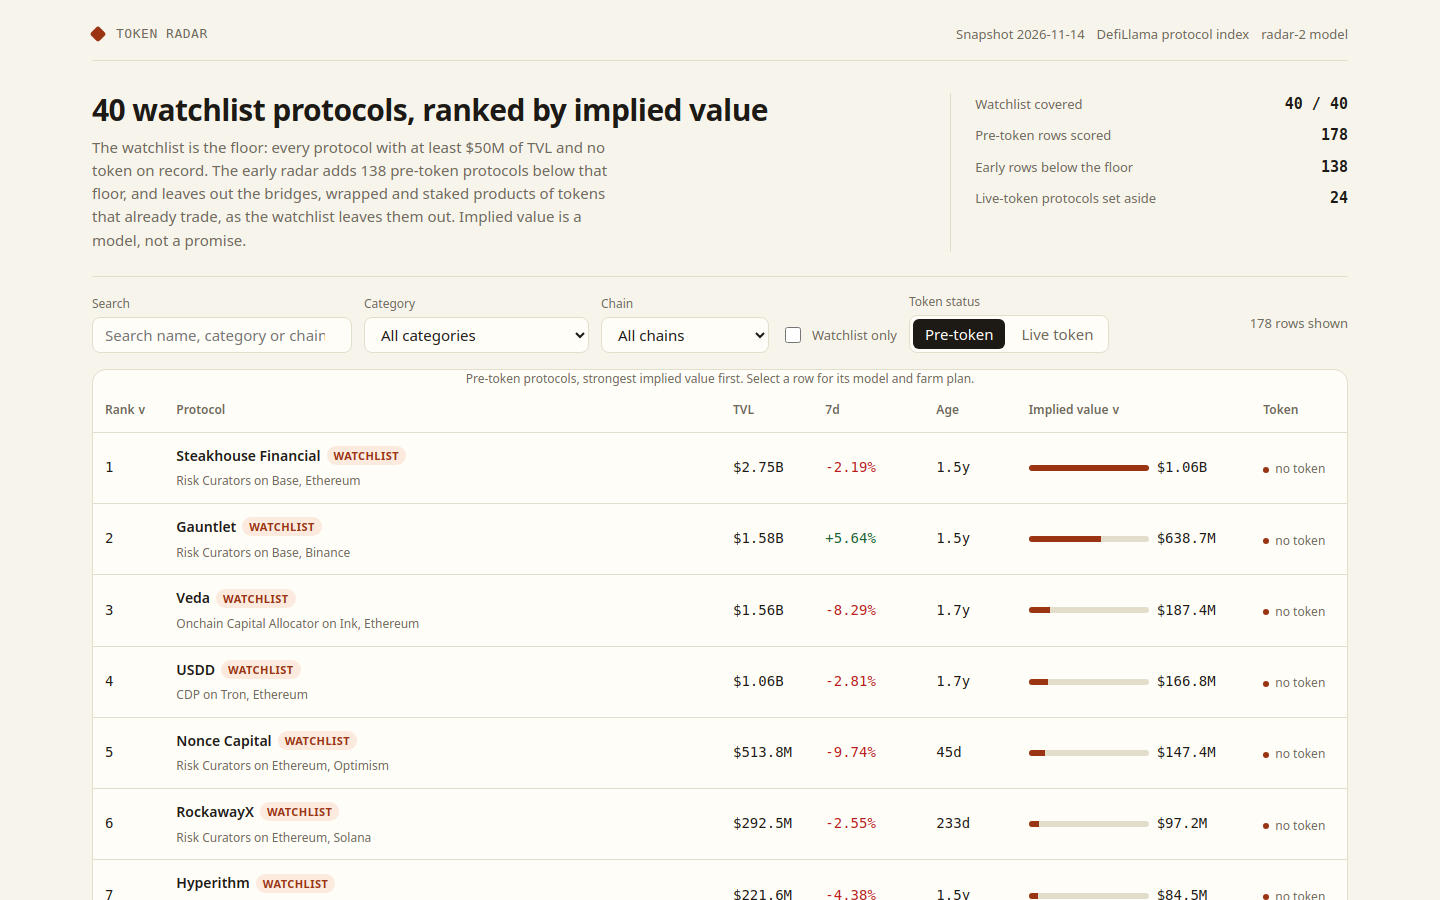 TOKEN RADAR
Snapshot 2026-11-14 DefiLlama protocol index radar-2 model
40 watchlist protocols, ranked by implied value
The watchlist is the floor: every protocol with at least $50M of TVL and no
token on record. The early radar adds 138 pre-token protocols below that
floor, and leaves out the bridges, wrapped and staked products of tokens
that already trade, as the watchlist leaves them out. Implied value is a
model, not a promise.
Watchlist covered 40 / 40
Pre-token rows scored 178
Early rows below the floor 138
Live-token protocols set aside 24
Search Category Chain Token status
Search name, category or chain All categories All chains Watchlist only Pre-token Live token 178 rows shown
Pre-token protocols, strongest implied value first. Select a row for its model and farm plan.
Rank v Protocol TVL 7d Age Implied value v Token
1 Steakhouse Financial WATCHLIST $2.75B -2.19% 1.5y $1.06B no token
Risk Curators on Base, Ethereum
2 Gauntlet WATCHLIST $1.58B +5.64% 1.5y $638.7M no token
Risk Curators on Base, Binance
3 Veda WATCHLIST $1.56B -8.29% 1.7y $187.4M no token
Onchain Capital Allocator on Ink, Ethereum
4 USDD WATCHLIST $1.06B -2.81% 1.7y $166.8M no token
CDP on Tron, Ethereum
5 Nonce Capital WATCHLIST $513.8M -9.74% 45d $147.4M no token
Risk Curators on Ethereum, Optimism
6 RockawayX WATCHLIST $292.5M -2.55% 233d $97.2M no token
Risk Curators on Ethereum, Solana
7 Hyperithm WATCHLIST $221.6M -4.38% 1.5y $84.5M no token